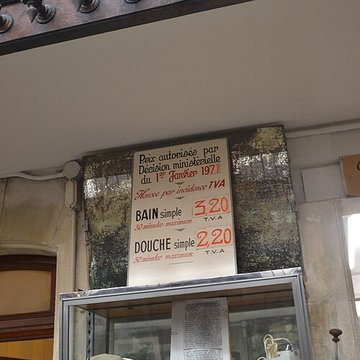 Prix autorisés par
Décision ministérielle
du 1er Janvier 1971
Hausse par incidence TVA
BAIN simple 3,20
30 minutes maximum T.V.A
DOUCHE simple 2,20
30 minutes maximum T.V.A